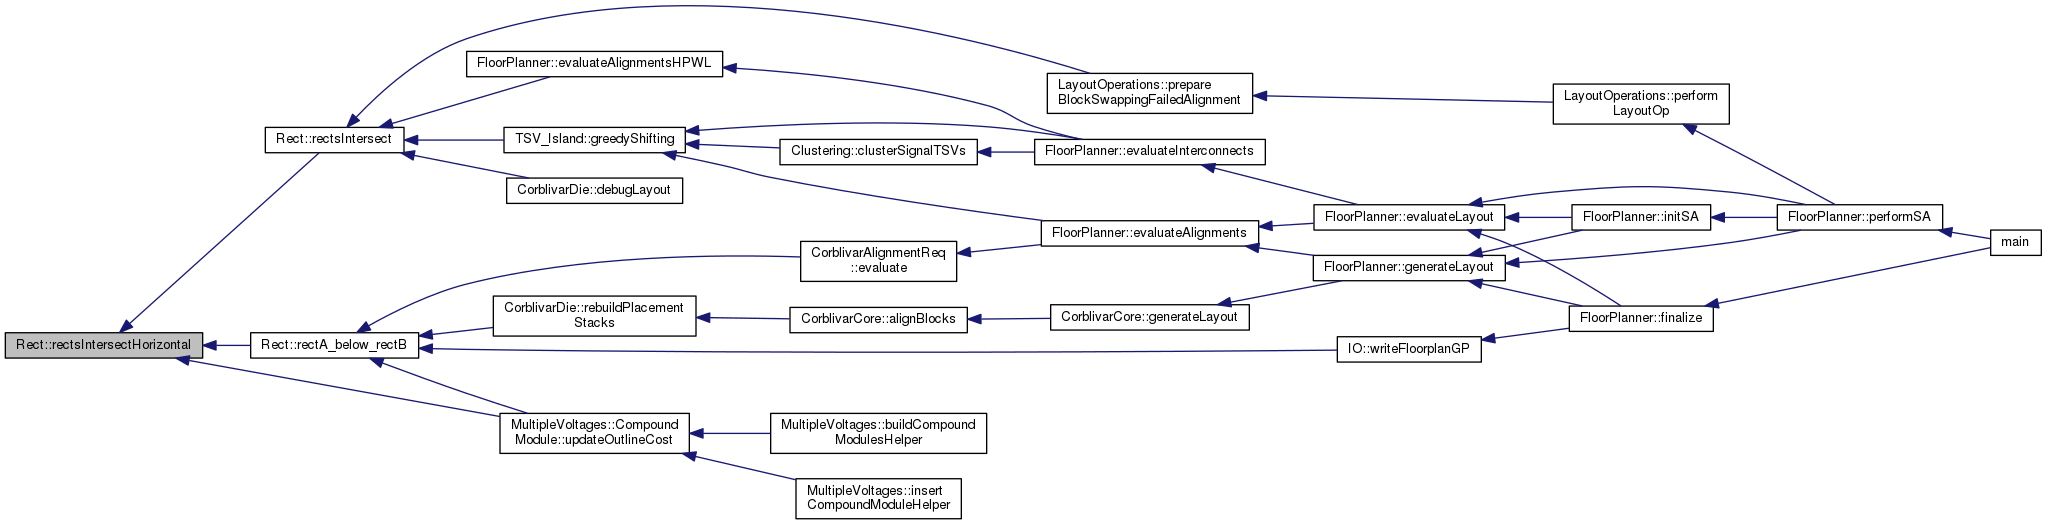 Rect::rectsIntersectHorizontal
Rect::rectsIntersect
Rect::rectA_below_rectB
FloorPlanner::evaluateAlignmentsHPWL
TSV_Island::greedyShifting
CorblivarDie::debugLayout
CorblivarDie::rebuildPlacement
Stacks
MultipleVoltages::Compound
Module::updateOutlineCost
Clustering::clusterSignalTSVs
CorblivarAlignmentReq
::evaluate
CorblivarCore::alignBlocks
MultipleVoltages::buildCompound
ModulesHelper
MultipleVoltages::insert
CompoundModuleHelper
LayoutOperations::prepare
BlockSwappingFailedAlignment
FloorPlanner::evaluateInterconnects
FloorPlanner::evaluateAlignments
CorblivarCore::generateLayout
FloorPlanner::evaluateLayout
FloorPlanner::generateLayout
IO::writeFloorplanGP
LayoutOperations::perform
LayoutOp
FloorPlanner::initSA
FloorPlanner::finalize
FloorPlanner::performSA
main